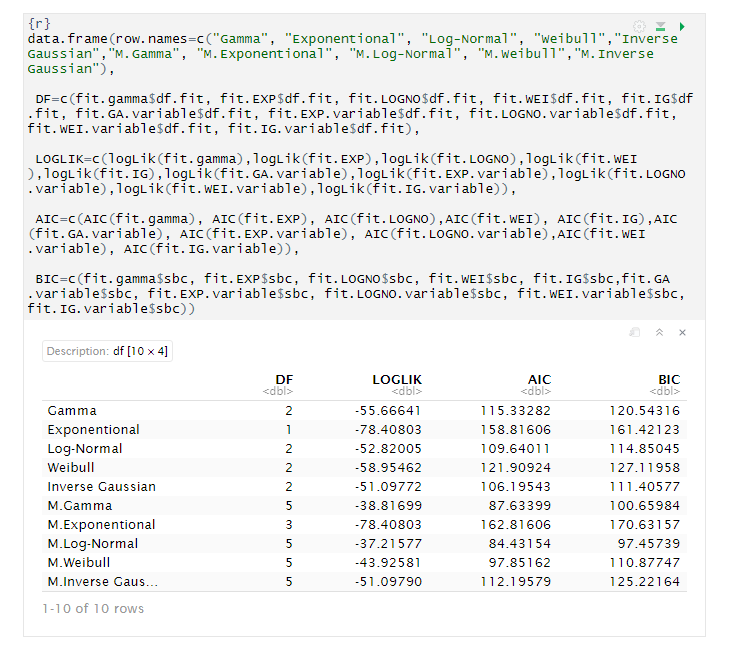 {r}
data.frame(row.names=c("Gamma", "Exponential", "Log-Normal", "Weibull","Inverse
Gaussian","M.Gamma", "M.Exponential", "M.Log-Normal", "M.Weibull","M.Inverse
Gaussian"),
DF=c(fit.gamma$df.fit, fit.EXP$df.fit, fit.LOGNO$df.fit, fit.WEI$df.fit, fit.IG$df
.fit, fit.GA.variable$df.fit, fit.EXP.variable$df.fit, fit.LOGNO.variable$df.fit,
fit.WEI.variable$df.fit, fit.IG.variable$df.fit),
LOGLIK=c(logLik(fit.gamma),logLik(fit.EXP),logLik(fit.LOGNO),logLik(fit.WEI
),logLik(fit.IG),logLik(fit.GA.variable),logLik(fit.EXP.variable),logLik(fit.LOGNO
.variable),logLik(fit.WEI.variable),logLik(fit.IG.variable)),
AIC=c(AIC(fit.gamma), AIC(fit.EXP), AIC(fit.LOGNO),AIC(fit.WEI), AIC(fit.IG),AIC
(fit.GA.variable), AIC(fit.EXP.variable), AIC(fit.LOGNO.variable),AIC(fit.WEI
.variable), AIC(fit.IG.variable)),
BIC=c(fit.gamma$sbc, fit.EXP$sbc, fit.LOGNO$sbc, fit.WEI$sbc, fit.IG$sbc,fit.GA
.variable$sbc, fit.EXP.variable$sbc, fit.LOGNO.variable$sbc, fit.WEI.variable$sbc,
fit.IG.variable$sbc))
Description: df [10 × 4]
DF LOGLIK AIC BIC
<dbl> <dbl> <dbl> <dbl>
Gamma 2 -55.66641 115.33282 120.54316
Exponential 1 -78.40803 158.81606 161.42123
Log-Normal 2 -52.82005 109.64011 114.85045
Weibull 2 -58.95462 121.90924 127.11958
Inverse Gaussian 2 -51.09772 106.19543 111.40577
M.Gamma 5 -38.81699 87.63399 100.65984
M.Exponential 3 -78.40803 162.81606 170.63157
M.Log-Normal 5 -37.21577 84.43154 97.45739
M.Weibull 5 -43.92581 97.85162 110.87747
M.Inverse Gaus... 5 -51.09790 112.19579 125.22164
1-10 of 10 rows